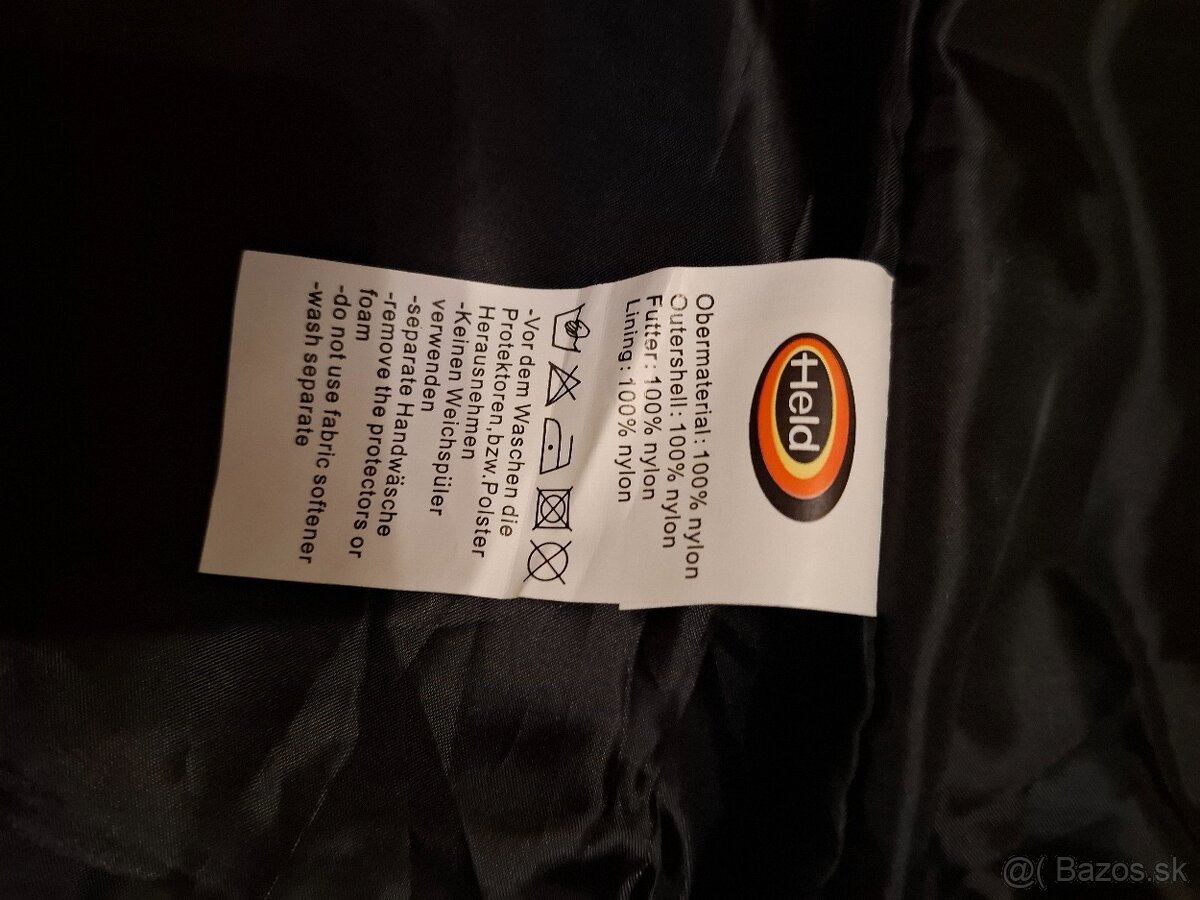 Held
Obermaterial: 100% nylon
Outershell: 100% nylon
Futter: 100% nylon
Lining: 100% nylon
-Vor dem Waschen die
Protektoren,bzw.Polster
Herausnehmen
-Keinen Weichspüler
verwenden
-separate Handwäsche
-remove the protectors or
foam
-do not use fabric softener
-wash separate
@( Bazos.sk